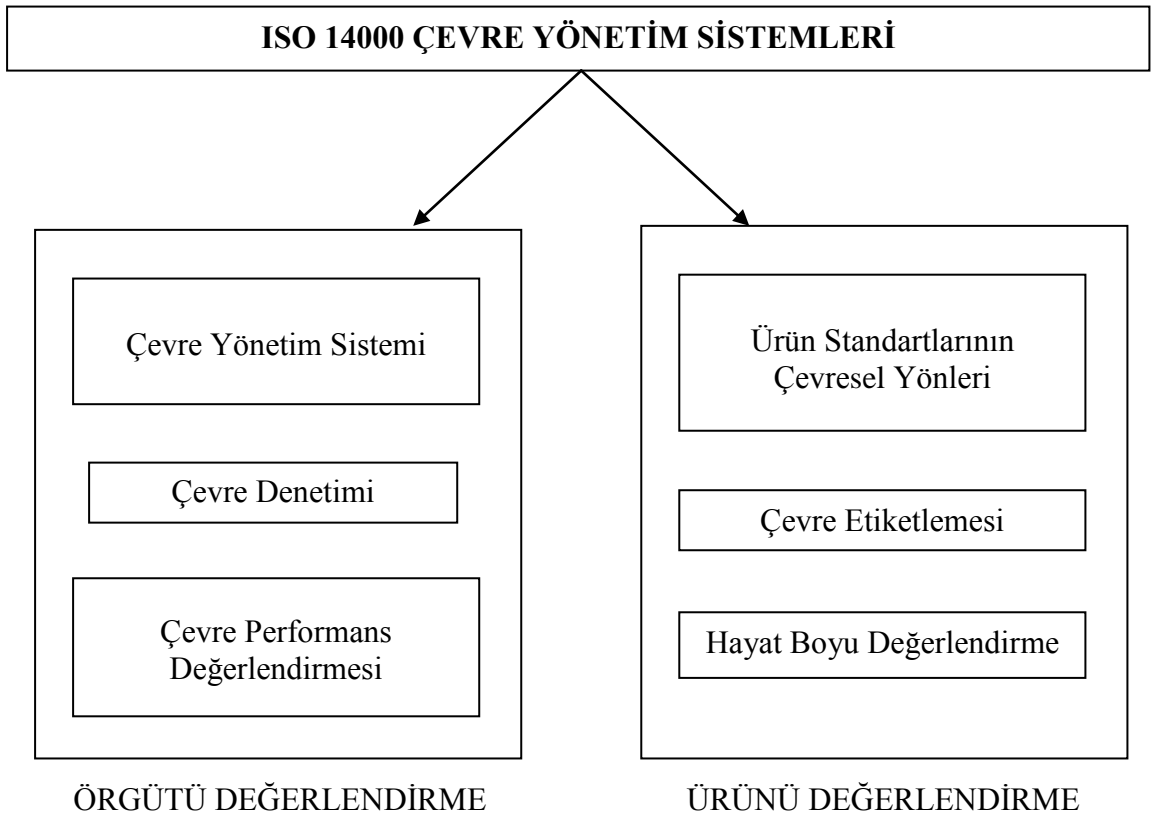 ISO 14000 ÇEVRE YÖNETİM SİSTEMLERİ
Çevre Yönetim Sistemi
Çevre Denetimi
Çevre Performans
Değerlendirmesi
ÖRGÜTÜ DEĞERLENDİRME
Ürün Standartlarının
Çevresel Yönleri
Çevre Etiketlemesi
Hayat Boyu Değerlendirme
ÜRÜNÜ DEĞERLENDİRME